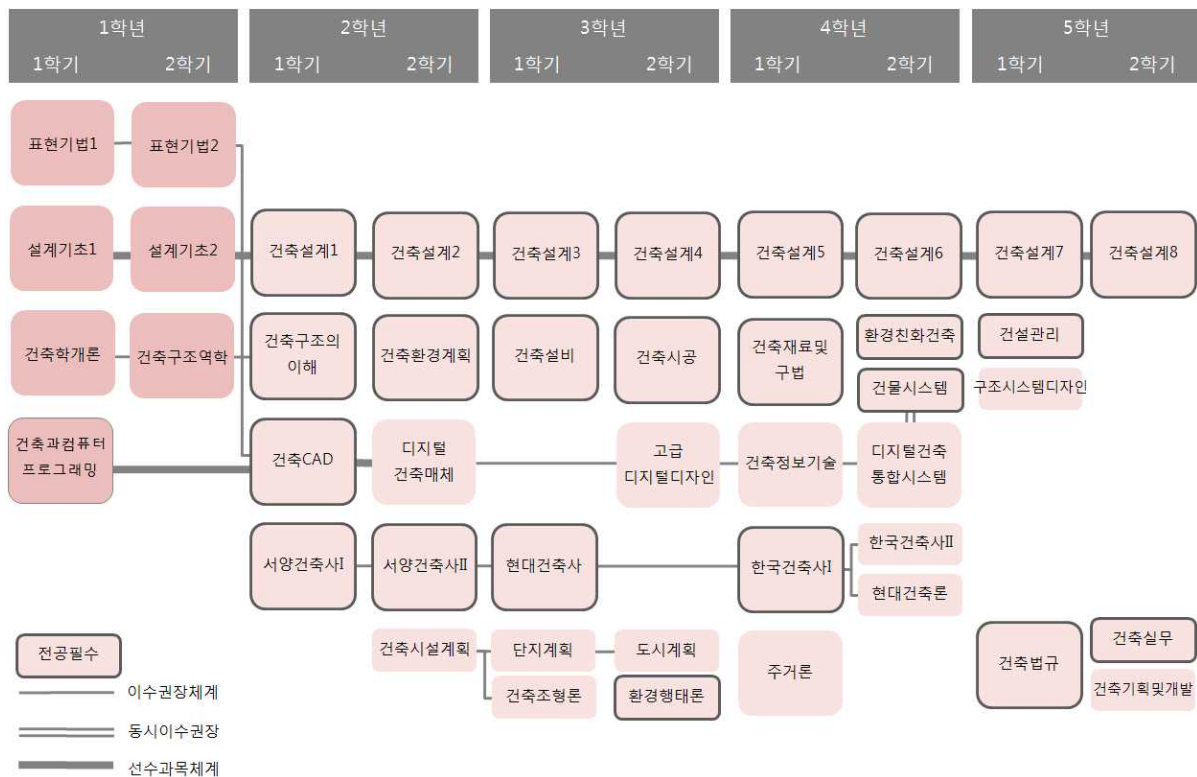 1학년 2학년 3학년 4학년 5학년
1학기 2학기 1학기 2학기 1학기 2학기 1학기 2학기 1학기 2학기
표현기법1 표현기법2
설계기초1 설계기초2 건축설계1 건축설계2 건축설계3 건축설계4 건축설계5 건축설계6 건축설계7 건축설계8
건축학개론 건축구조역학
건축구조의
이해
건축환경계획 건축설비 건축시공
건축재료및
구법
환경친화건축 건설관리
건물시스템 구조시스템디자인
건축과컴퓨터
프로그래밍
건축CAD
디지털
건축매체
고급
디지털디자인
건축정보기술
디지털건축
통합시스템
서양건축사Ⅰ 서양건축사Ⅱ 현대건축사 한국건축사Ⅰ
한국건축사Ⅱ
현대건축론
건축시설계획 단지계획 도시계획
건축조형론 환경행태론
주거론
건축법규
건축실무
건축기획및개발
전공필수
이수권장체계
동시이수권장
선수과목체계